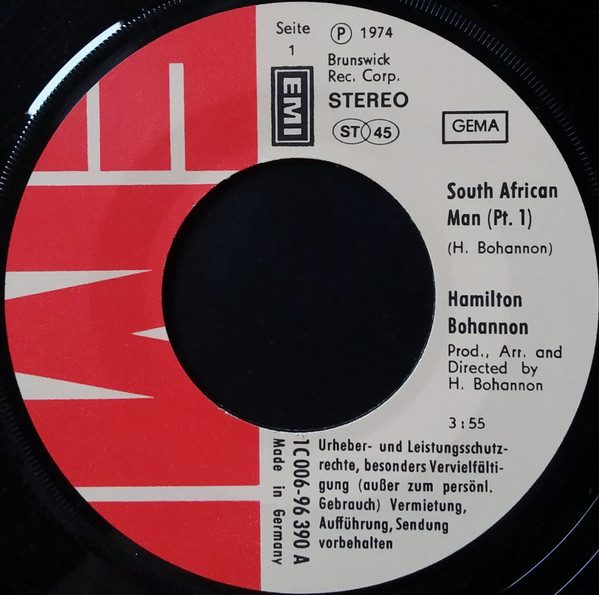 Seite
1
℗ 1974
Brunswick
Rec. Corp.
STEREO
ST 45
EMI
GEMA
EMI
South African
Man (Pt. 1)
(H. Bohannon)
Hamilton
Bohannon
Prod., Arr. and
Directed by
H. Bohannon
3:55
Urheber- und Leistungsschutz-
rechte, besonders Vervielfälti-
gung (außer zum persönl.
Gebrauch) Vermietung,
Aufführung, Sendung
vorbehalten
1C 006-96 390 A
Made in Germany